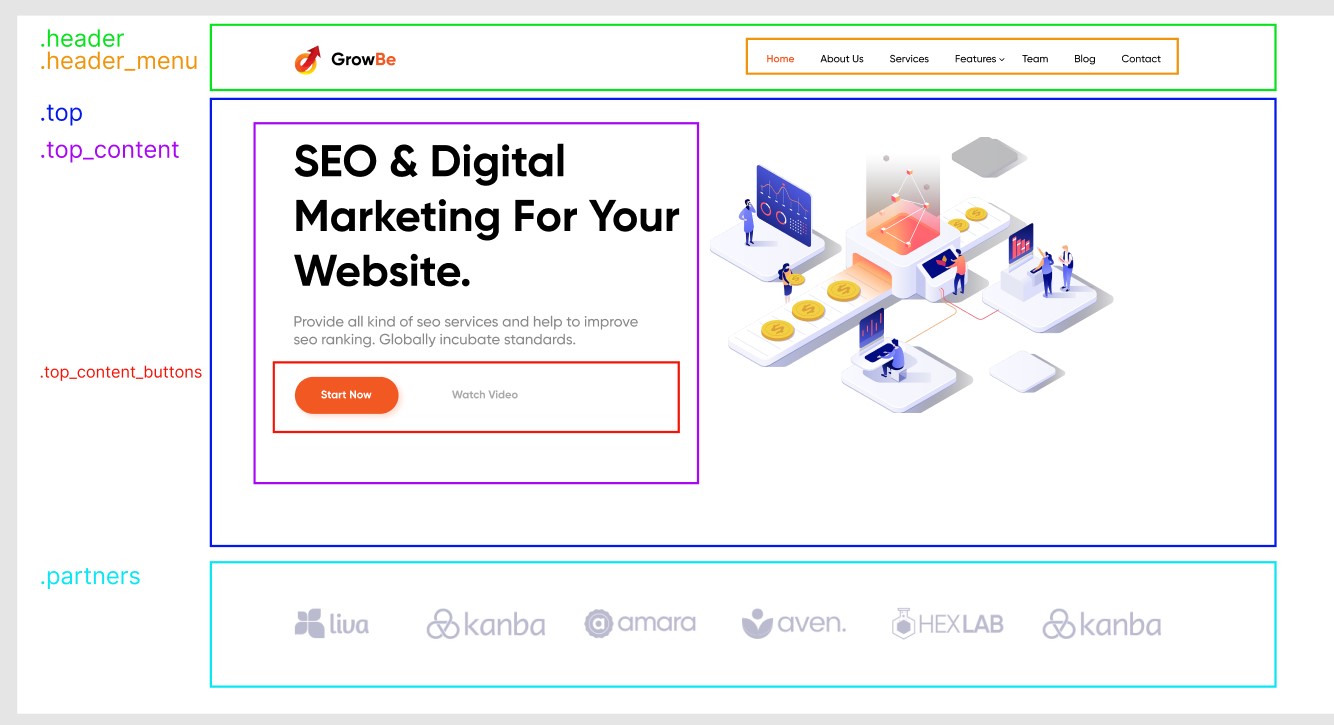 .header
.header_menu
GrowBe
Home About Us Services Features Team Blog Contact
.top
.top_content
SEO & Digital
Marketing For Your
Website.
Provide all kind of seo services and help to improve
seo ranking. Globally incubate standards.
.top_content_buttons
Start Now Watch Video
.partners
liva kanba amara aven. HEXLAB kanba